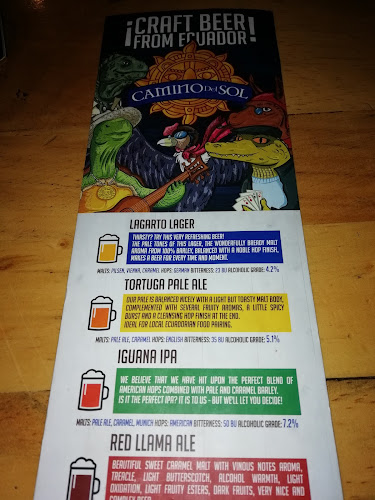 ¡CRAFT BEER
FROM ECUADOR!
CAMINO DEL SOL
LAGARTO LAGER
THIRSTY? TRY THIS VERY REFRESHING BEER!
THE PALE TONES OF THIS LAGER, THE WONDERFULLY BREADY MALT
AROMA FROM 100% BARLEY, BALANCED WITH A NOBLE HOP FINISH,
MAKES A BEER FOR EVERY TIME AND MOMENT.
MALTS: PILSEN, VIENNA, CARAMEL HOPS: GERMAN BITTERNESS: 23 BU ALCOHOLIC GRADE: 4.2%
TORTUGA PALE ALE
OUR PALE IS BALANCED NICELY WITH A LIGHT BUT TOASTY MALT BODY,
COMPLEMENTED WITH SEVERAL FRUITY AROMAS, A LITTLE SPICY
BURST AND A CLEANSING HOP FINISH AT THE END.
IDEAL FOR LOCAL ECUADORIAN FOOD PAIRING.
MALTS: PALE ALE, CARAMEL HOPS: ENGLISH BITTERNESS: 35 BU ALCOHOLIC GRADE: 5.1%
IGUANA IPA
WE BELIEVE THAT WE HAVE HIT UPON THE PERFECT BLEND OF
AMERICAN HOPS COMBINED WITH PALE AND CARAMEL BARLEY.
IS IT THE PERFECT IPA? IT IS TO US - BUT WE'LL LET YOU DECIDE!
MALTS: PALE ALE, CARAMEL, MUNICH HOPS: AMERICAN BITTERNESS: 50 BU ALCOHOLIC GRADE: 7.2%
RED LLAMA ALE
BEAUTIFUL SWEET CARAMEL MALT WITH VINOUS NOTES AROMA,
TREACLE, LIGHT BUTTERSCOTCH, ALCOHOL WARMTH, LIGHT
OXIDATION, LIGHT FRUITY ESTERS, DARK FRUITS, VERY NICE AND
COMPLEX BEER